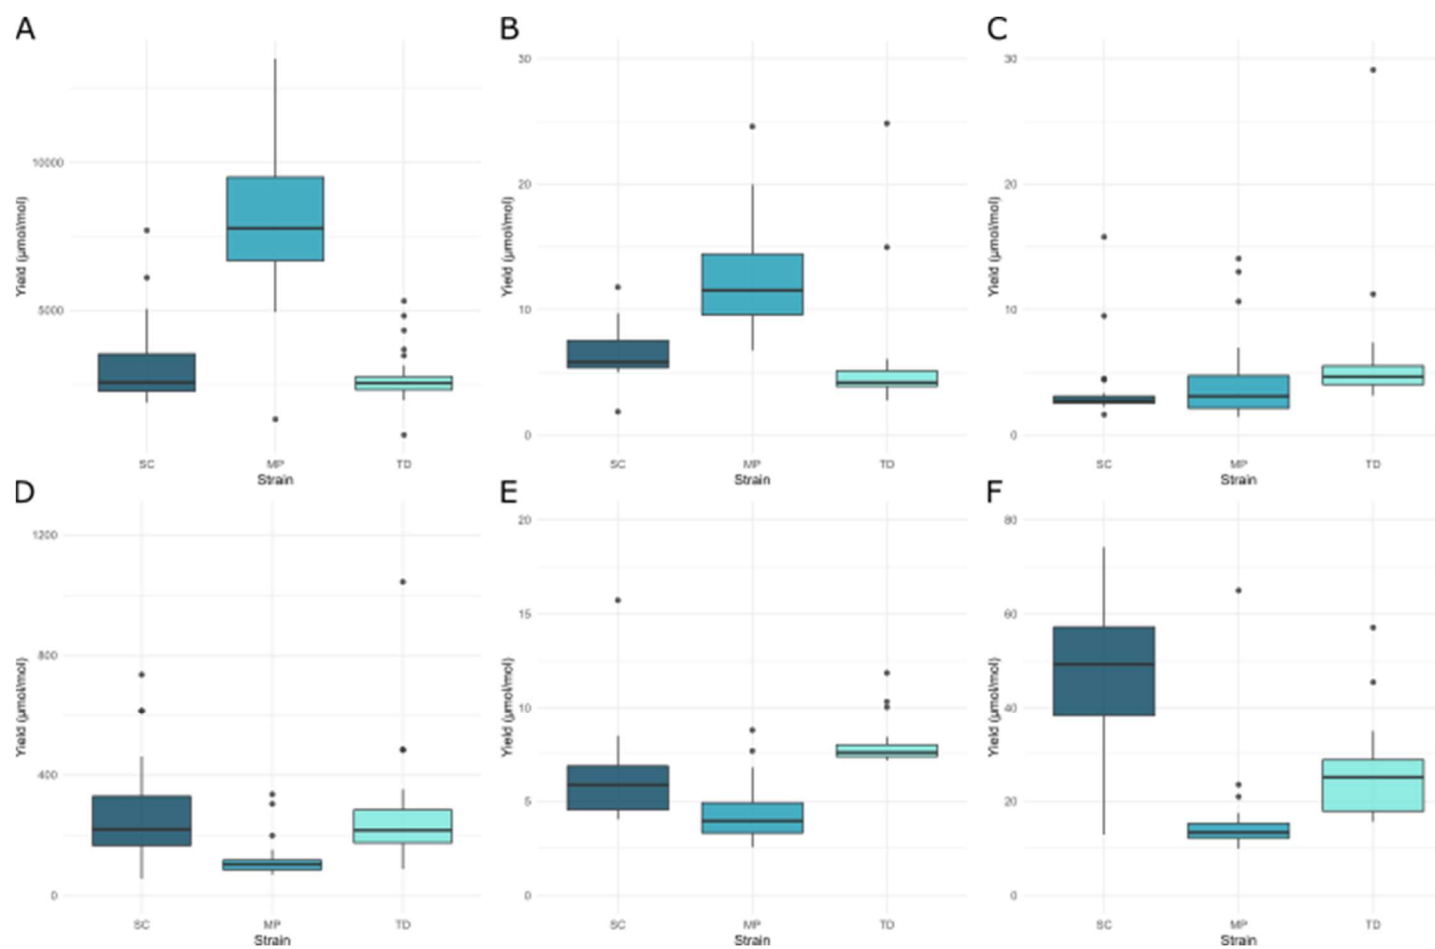 A
B
C
Yield (µmol/mol)
10000
5000
SC
MP
TD
Strain
Yield (µmol/mol)
30
20
10
0
SC
MP
TD
Strain
Yield (µmol/mol)
30
20
10
0
SC
MP
TD
Strain
D
E
F
Yield (µmol/mol)
1200
800
400
0
SC
MP
TD
Strain
Yield (µmol/mol)
20
15
10
5
0
SC
MP
TD
Strain
Yield (µmol/mol)
80
60
40
20
0
SC
MP
TD
Strain